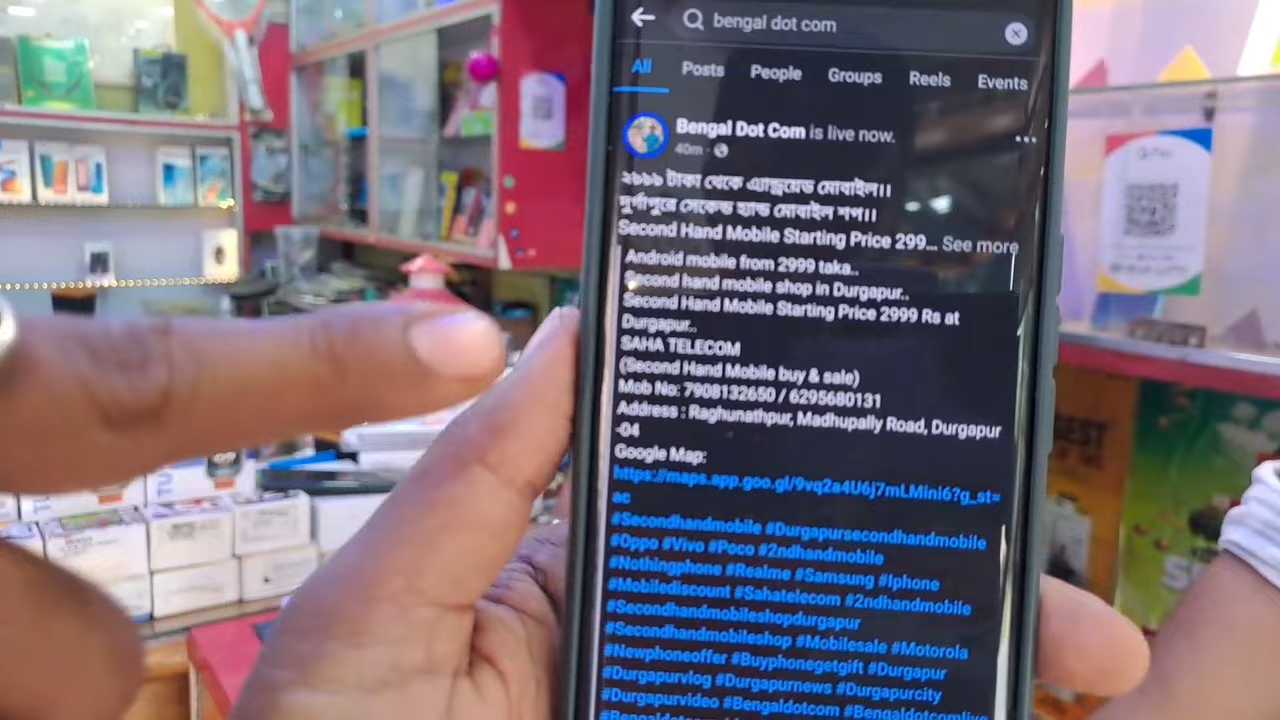 bengal dot com
All Posts People Groups Reels Events
Bengal Dot Com is live now.
40m
২৯৯৯ টাকা থেকে এ্যান্ড্রয়েড মোবাইল।।
দুর্গাপুরে সেকেন্ড হ্যান্ড মোবাইল শপ।।
Second Hand Mobile Starting Price 299... See more
Android mobile from 2999 taka..
Second hand mobile shop in Durgapur..
Second Hand Mobile Starting Price 2999 Rs at
Durgapur..
SAHA TELECOM
(Second Hand Mobile buy & sale)
Mob No: 7908132650 / 6295680131
Address : Raghunathpur, Madhupally Road, Durgapur
-04
Google Map:
https://maps.app.goo.gl/9vq2a4U6j7mLMini6?g_st=
ac
#Secondhandmobile #Durgapursecondhandmobile
#Oppo #Vivo #Poco #2ndhandmobile
#Nothingphone #Realme #Samsung #Iphone
#Mobilediscount #Sahatelecom #2ndhandmobile
#Secondhandmobileshopdurgapur
#Secondhandmobileshop #Mobilesale #Motorola
#Newphoneoffer #Buyphonegetgift #Durgapur
#Durgapurvlog #Durgapurnews #Durgapurcity
#Durgapurvideo #Bengaldotcom #Bengaldotcomlive